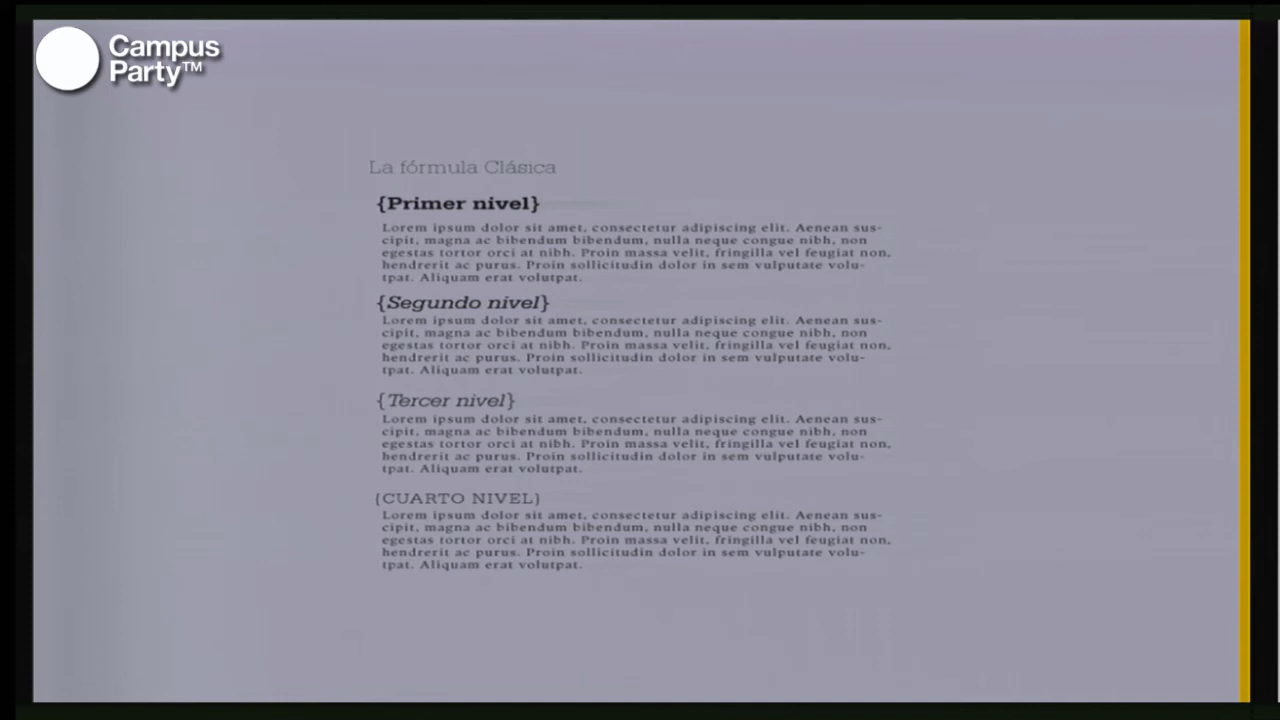 Campus
Party™
La fórmula Clásica
{Primer nivel}
Lorem ipsum dolor sit amet, consectetur adipiscing elit. Aenean sus-
cipit, magna ac bibendum bibendum, nulla neque congue nibh, non
egestas tortor orci at nibh. Proin massa velit, fringilla vel feugiat non,
hendrerit ac purus. Proin sollicitudin dolor in sem vulputate volu-
tpat. Aliquam erat volutpat.
{Segundo nivel}
Lorem ipsum dolor sit amet, consectetur adipiscing elit. Aenean sus-
cipit, magna ac bibendum bibendum, nulla neque congue nibh, non
egestas tortor orci at nibh. Proin massa velit, fringilla vel feugiat non,
hendrerit ac purus. Proin sollicitudin dolor in sem vulputate volu-
tpat. Aliquam erat volutpat.
{Tercer nivel}
Lorem ipsum dolor sit amet, consectetur adipiscing elit. Aenean sus-
cipit, magna ac bibendum bibendum, nulla neque congue nibh, non
egestas tortor orci at nibh. Proin massa velit, fringilla vel feugiat non,
hendrerit ac purus. Proin sollicitudin dolor in sem vulputate volu-
tpat. Aliquam erat volutpat.
{CUARTO NIVEL}
Lorem ipsum dolor sit amet, consectetur adipiscing elit. Aenean sus-
cipit, magna ac bibendum bibendum, nulla neque congue nibh, non
egestas tortor orci at nibh. Proin massa velit, fringilla vel feugiat non,
hendrerit ac purus. Proin sollicitudin dolor in sem vulputate volu-
tpat. Aliquam erat volutpat.